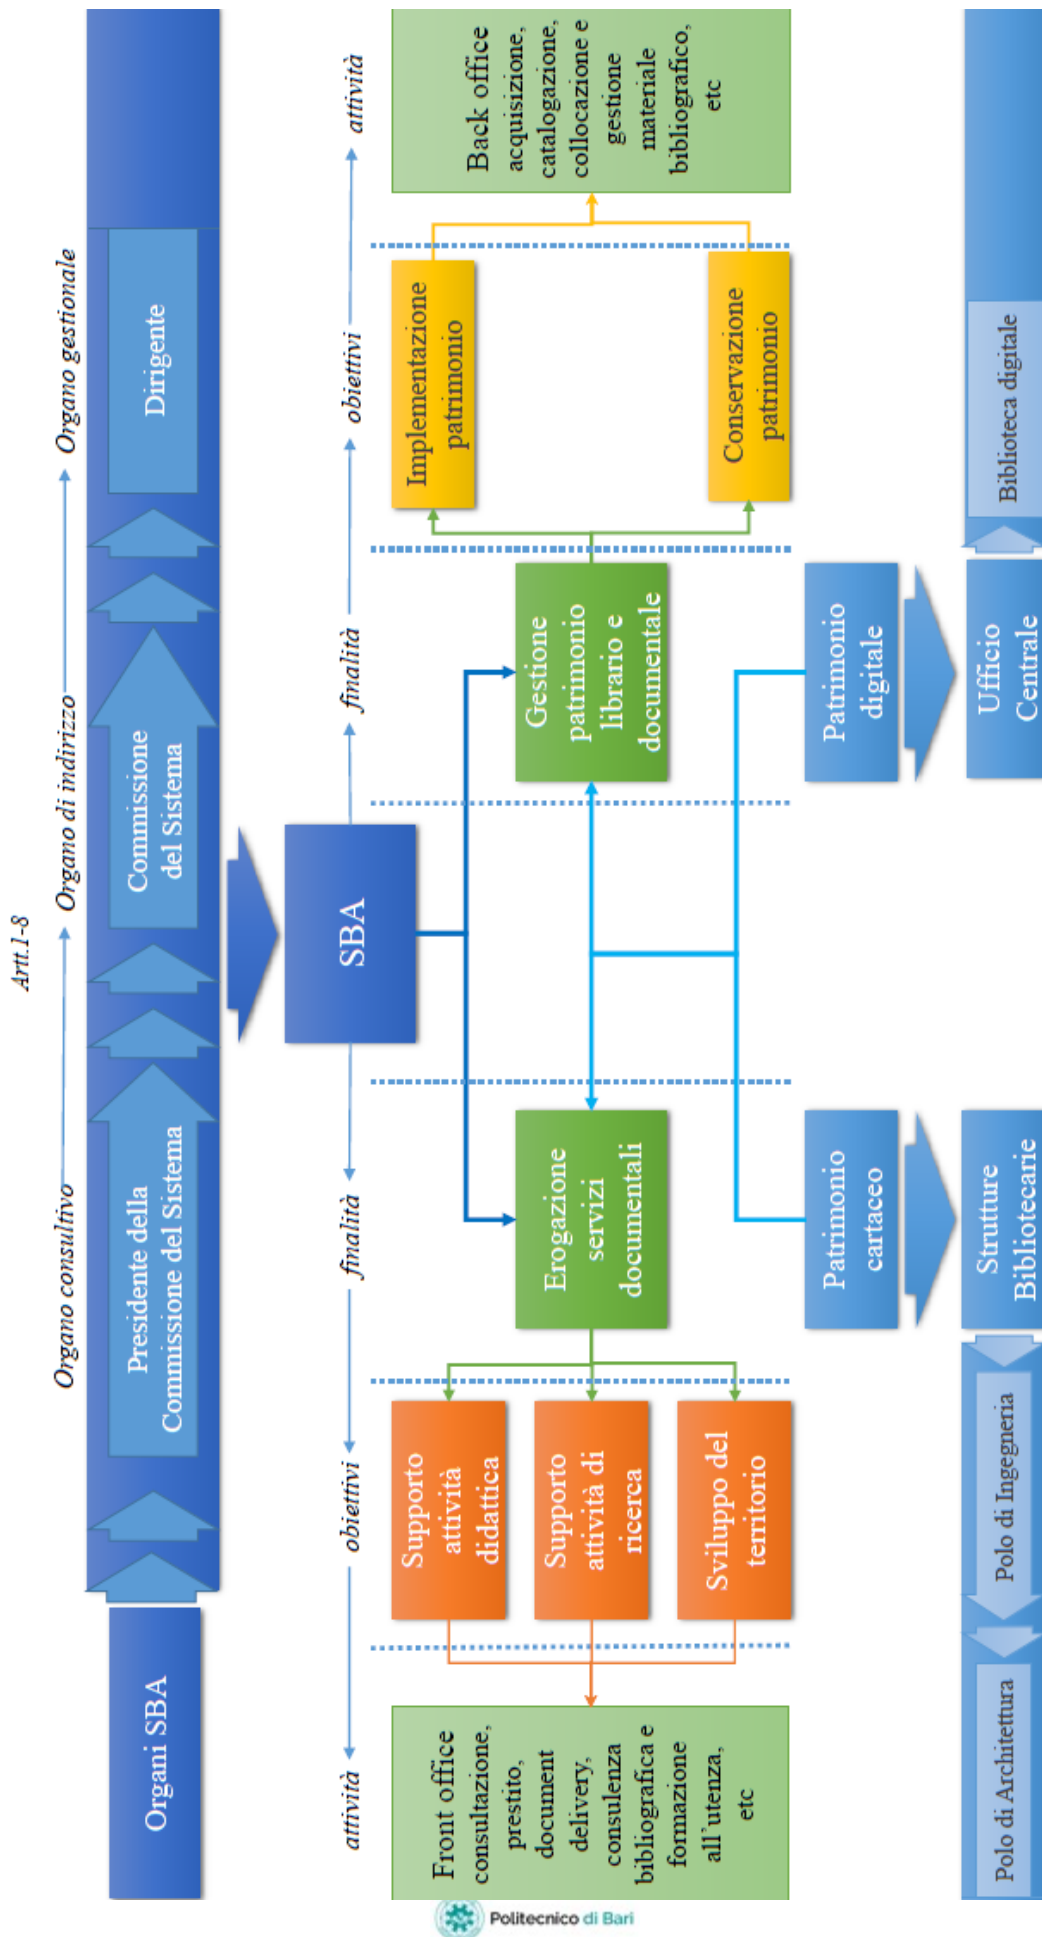 Artt.1-8
Organo consultivo
Organo di indirizzo
Organo gestionale
Organi SBA
Presidente della
Commissione del Sistema
Commissione
del Sistema
Dirigente
SBA
attività
obiettivi
finalità
finalità
obiettivi
attività
Front office
consultazione,
prestito,
document
delivery,
consulenza
bibliografica e
formazione
all'utenza,
etc
Supporto
attività
didattica
Supporto
attività di
ricerca
Sviluppo del
territorio
Erogazione
servizi
documentali
Gestione
patrimonio
librario e
documentale
Implementazione
patrimonio
Conservazione
patrimonio
Back office
acquisizione,
catalogazione,
collocazione e
gestione
materiale
bibliografico,
etc
Patrimonio
cartaceo
Patrimonio
digitale
Polo di Architettura
Polo di Ingegneria
Strutture
Bibliotecarie
Ufficio
Centrale
Biblioteca digitale
Politecnico di Bari